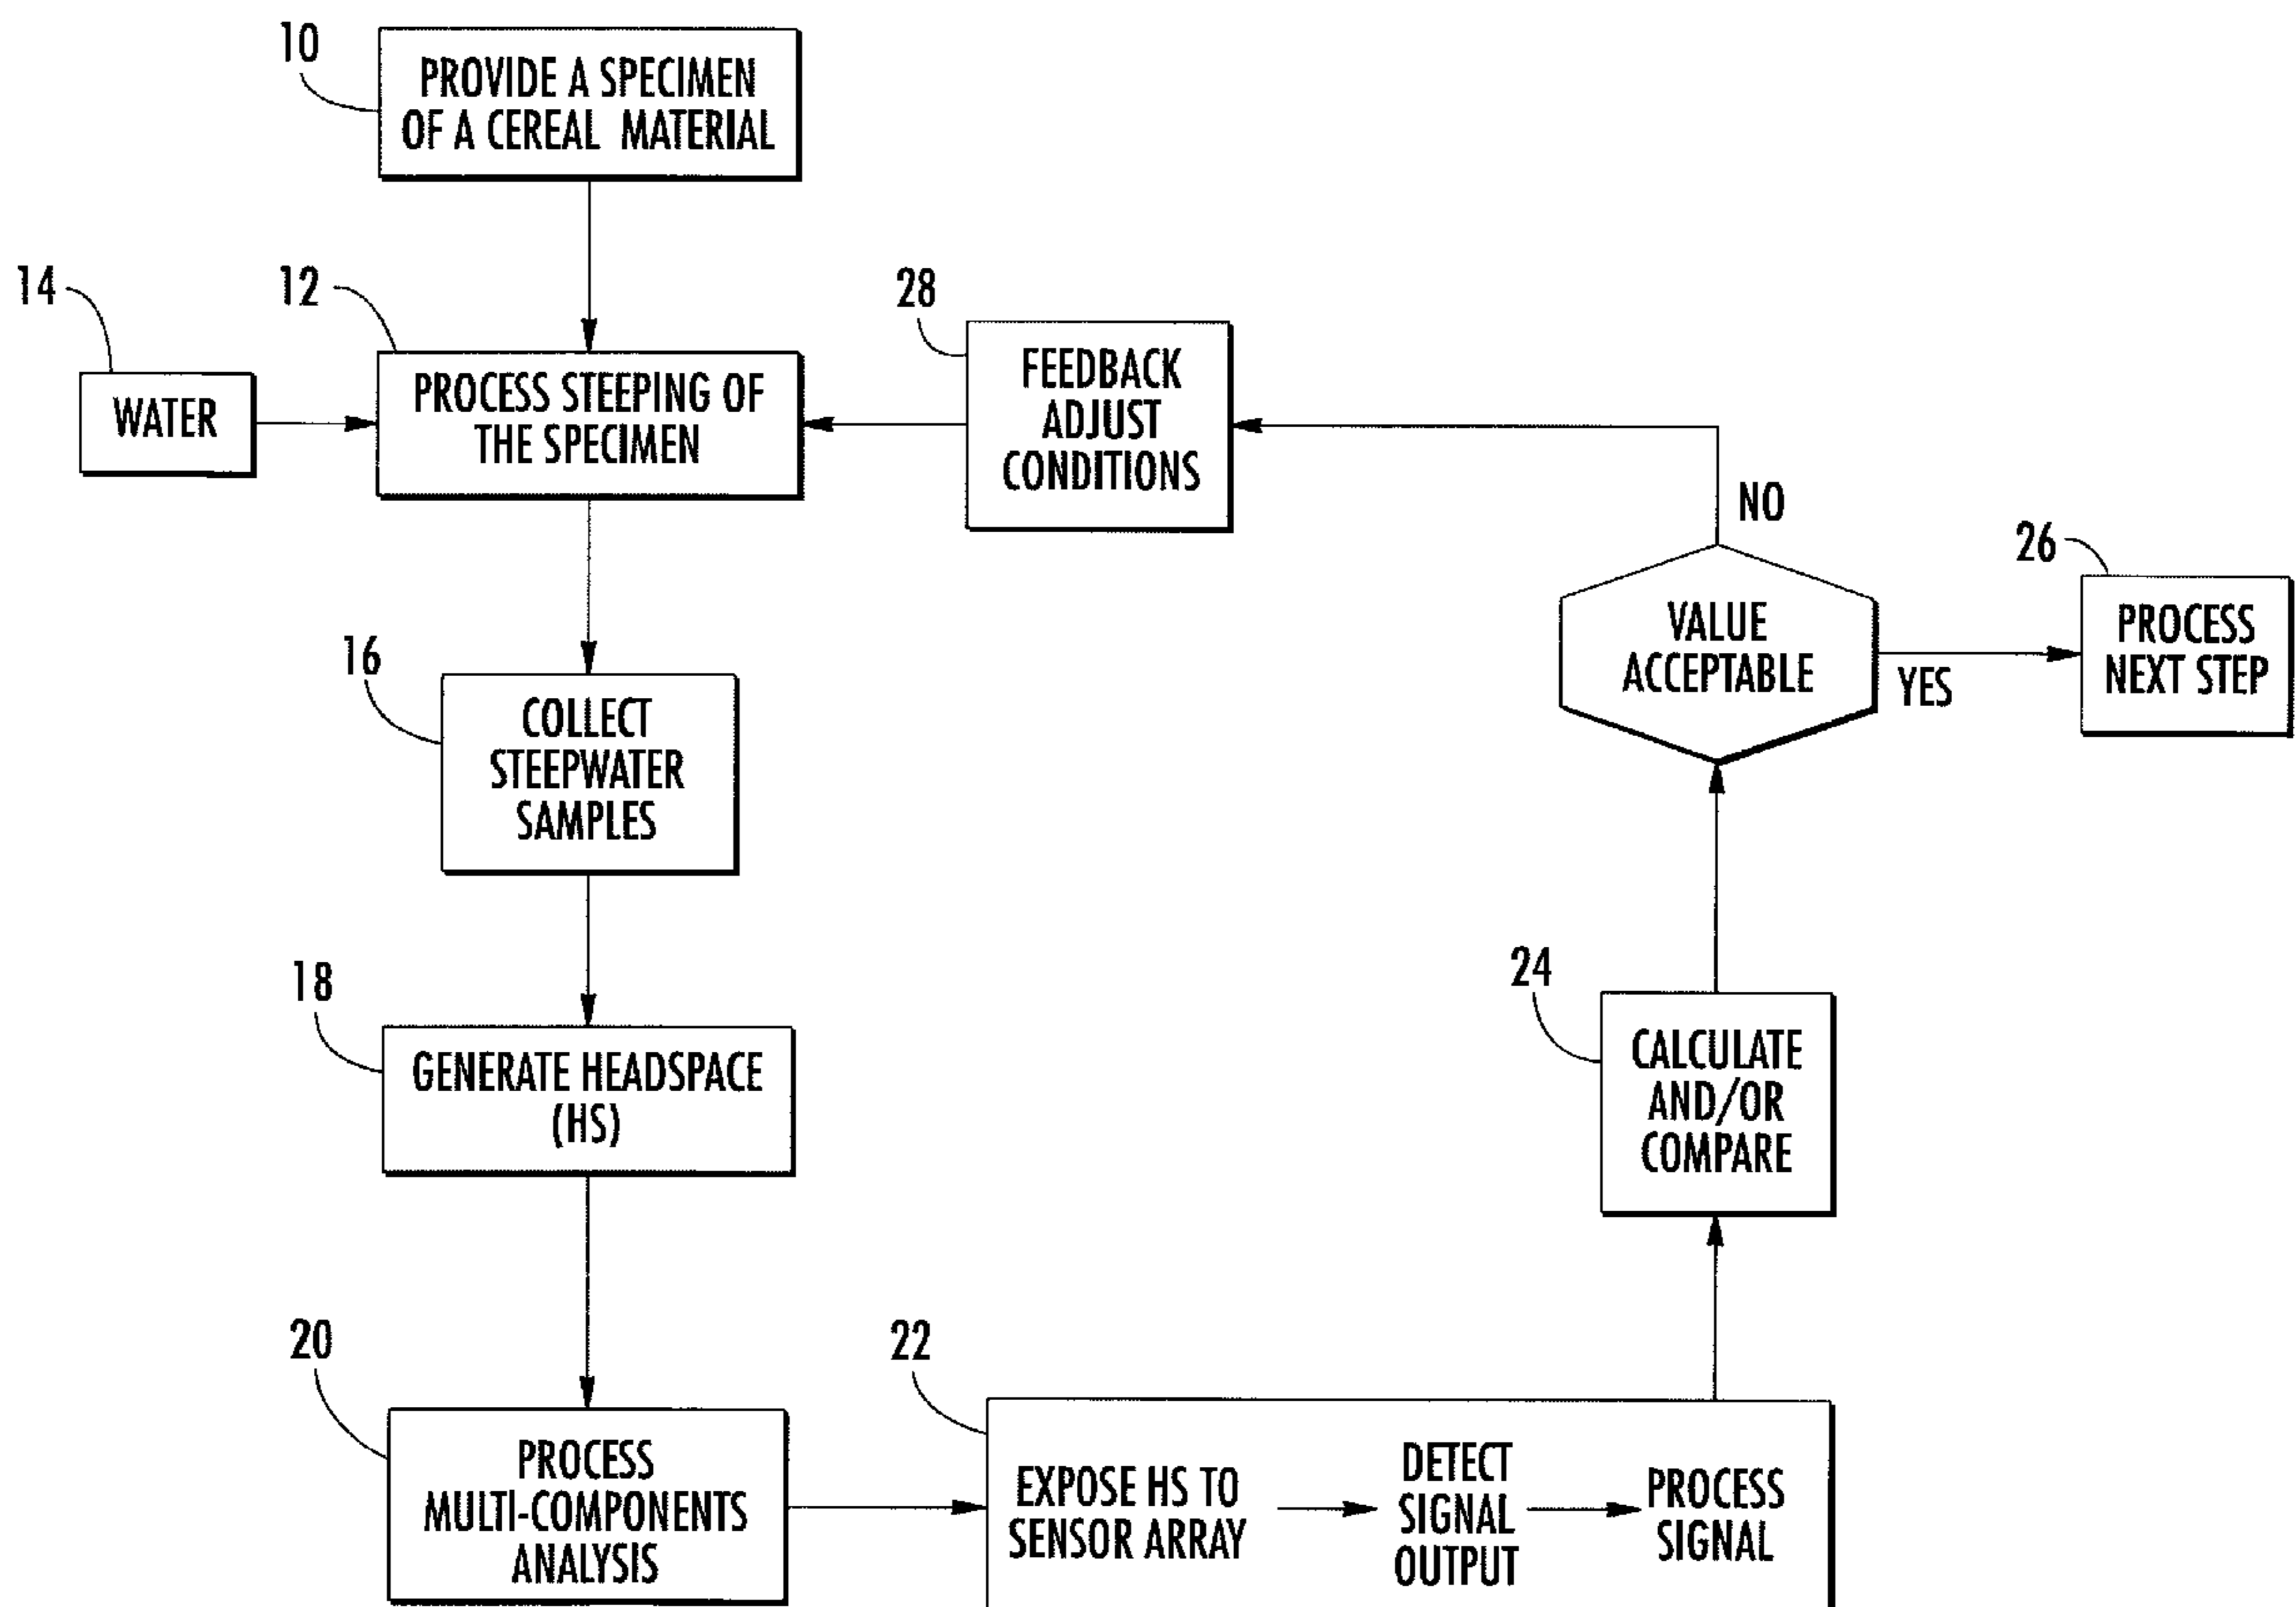 10
PROVIDE A SPECIMEN
OF A CEREAL MATERIAL
14
WATER
12
PROCESS STEEPING OF
THE SPECIMEN
28
FEEDBACK
ADJUST
CONDITIONS
NO
VALUE
ACCEPTABLE
YES
26
PROCESS
NEXT STEP
16
COLLECT
STEEPWATER
SAMPLES
18
GENERATE HEADSPACE
(HS)
24
CALCULATE
AND/OR
COMPARE
20
PROCESS
MULTI-COMPONENTS
ANALYSIS
22
EXPOSE HS TO
SENSOR ARRAY
DETECT
SIGNAL
OUTPUT
PROCESS
SIGNAL